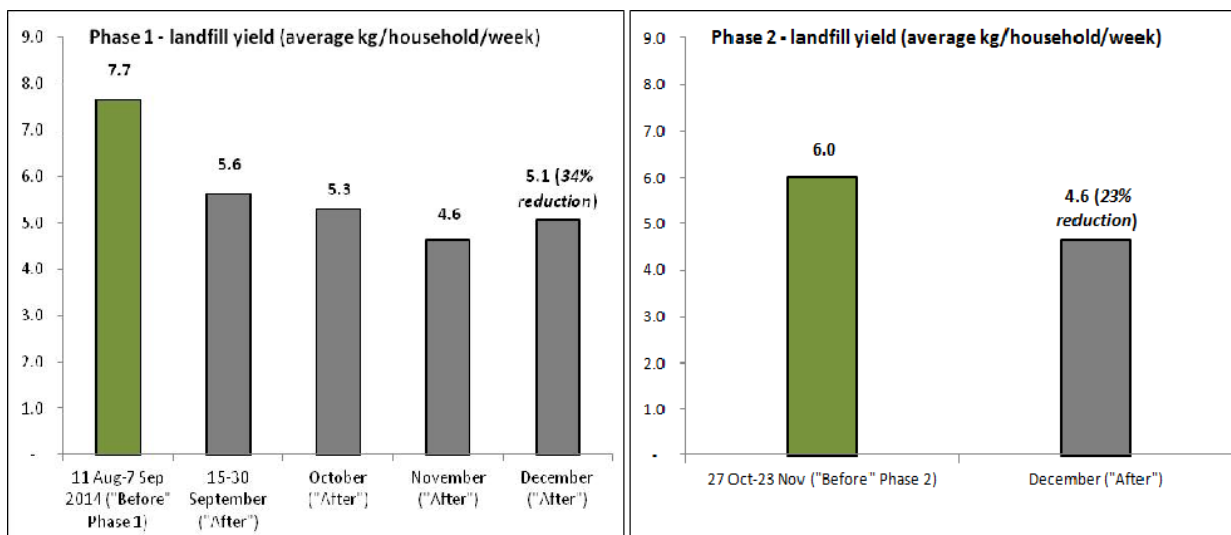 Phase 1 - landfill yield (average kg/household/week)
9.0
8.0
7.0
6.0
5.0
4.0
3.0
2.0
1.0
-
7.7
5.6
5.3
4.6
5.1 (34%
reduction)
11 Aug-7 Sep
2014 ("Before"
Phase 1)
15-30
September
("After")
October
("After")
November
("After")
December
("After")
Phase 2 - landfill yield (average kg/household/week)
9.0
8.0
7.0
6.0
5.0
4.0
3.0
2.0
1.0
-
6.0
4.6 (23%
reduction)
27 Oct-23 Nov ("Before" Phase 2)
December ("After")